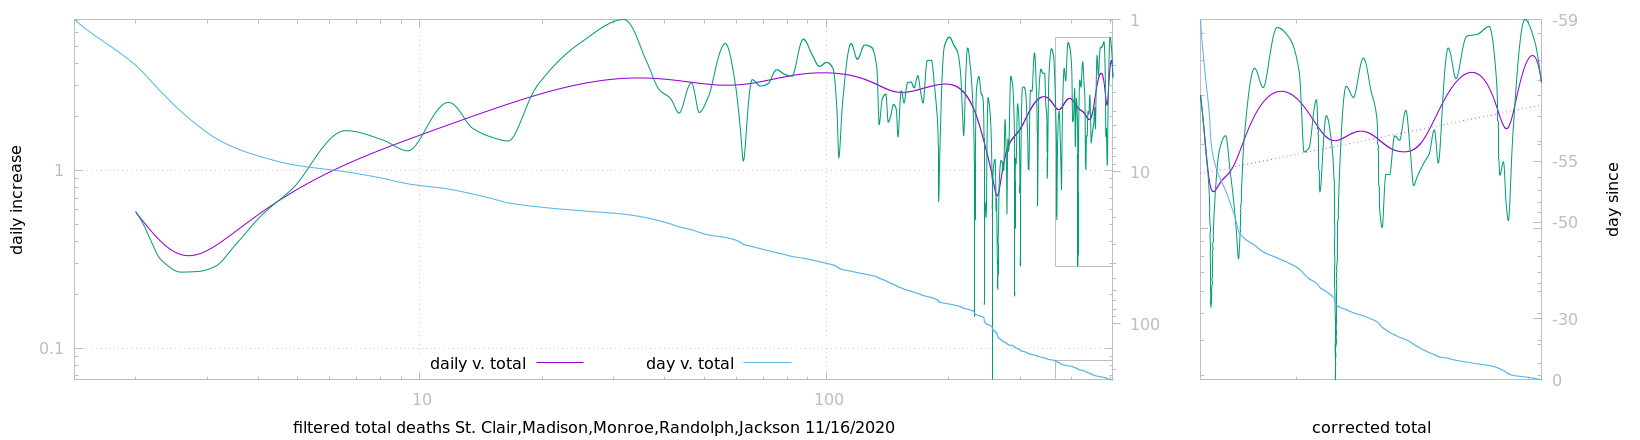 daily increase
1
0.1
10
100
1
10
100
daily v. total
day v. total
filtered total deaths St. Clair,Madison,Monroe,Randolph,Jackson 11/16/2020
-59
-55
-50
-30
0
day since
corrected total